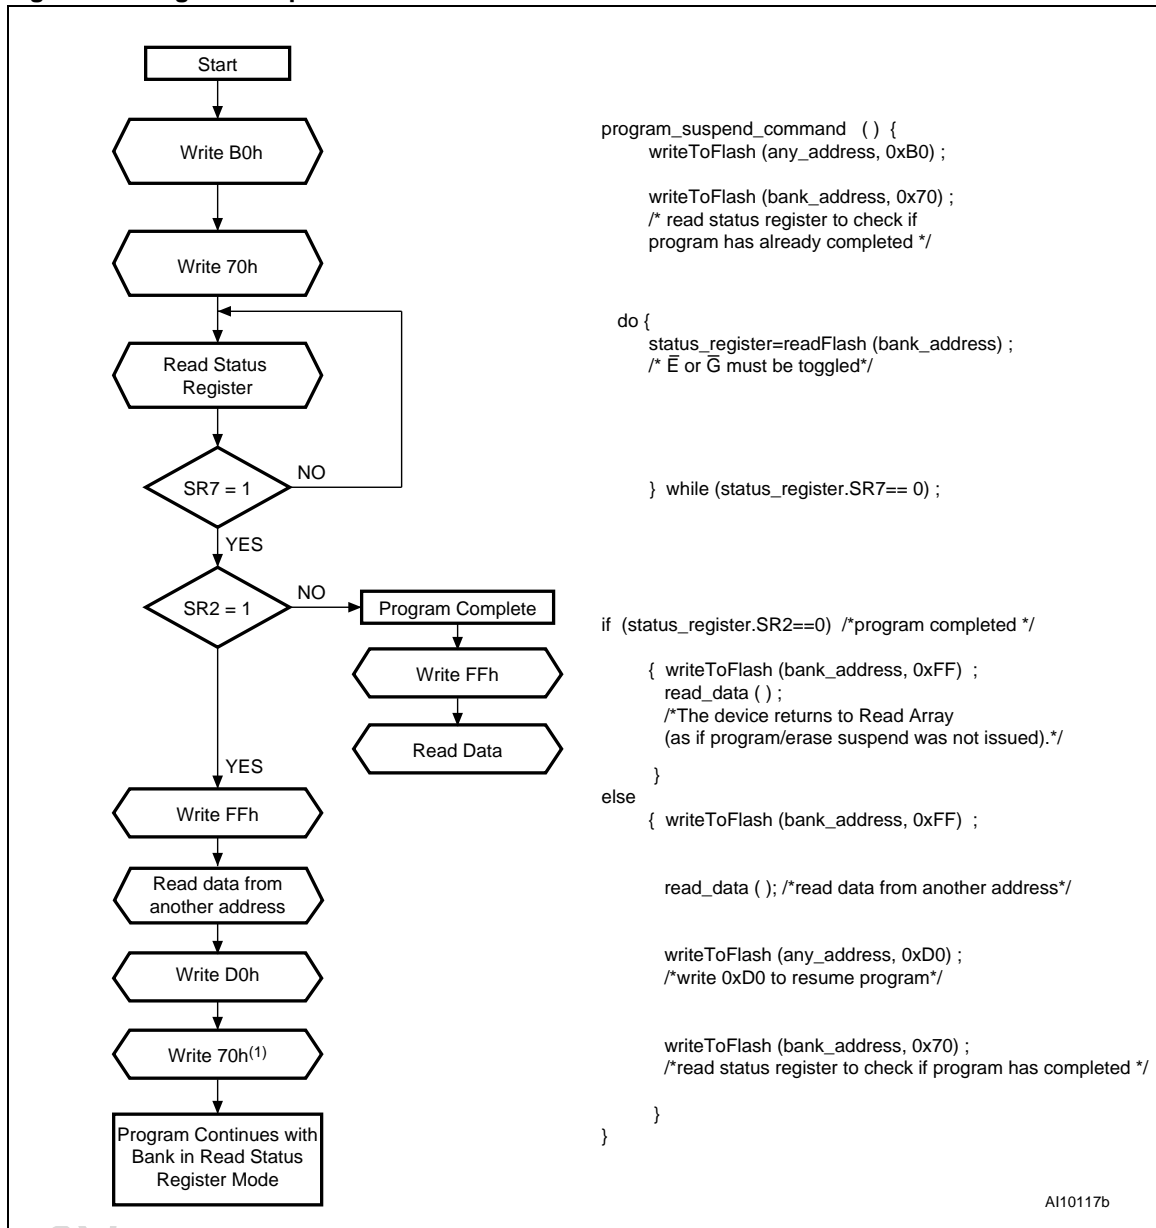 Start
Write B0h
Write 70h
Read Status
Register
SR7 = 1
NO
YES
SR2 = 1
NO
Program Complete
Write FFh
Read Data
YES
Write FFh
Read data from
another address
Write D0h
Write 70h(1)
Program Continues with
Bank in Read Status
Register Mode
program_suspend_command ( ) {
writeToFlash (any_address, 0xB0) ;
writeToFlash (bank_address, 0x70) ;
/* read status register to check if
program has already completed */
do {
status_register=readFlash (bank_address) ;
/* E̅ or G̅ must be toggled*/
} while (status_register.SR7== 0) ;
if (status_register.SR2==0) /*program completed */
{ writeToFlash (bank_address, 0xFF) ;
read_data ( ) ;
/*The device returns to Read Array
(as if program/erase suspend was not issued).*/
}
else
{ writeToFlash (bank_address, 0xFF) ;
read_data ( ); /*read data from another address*/
writeToFlash (any_address, 0xD0) ;
/*write 0xD0 to resume program*/
writeToFlash (bank_address, 0x70) ;
/*read status register to check if program has completed */
}
}
AI10117b